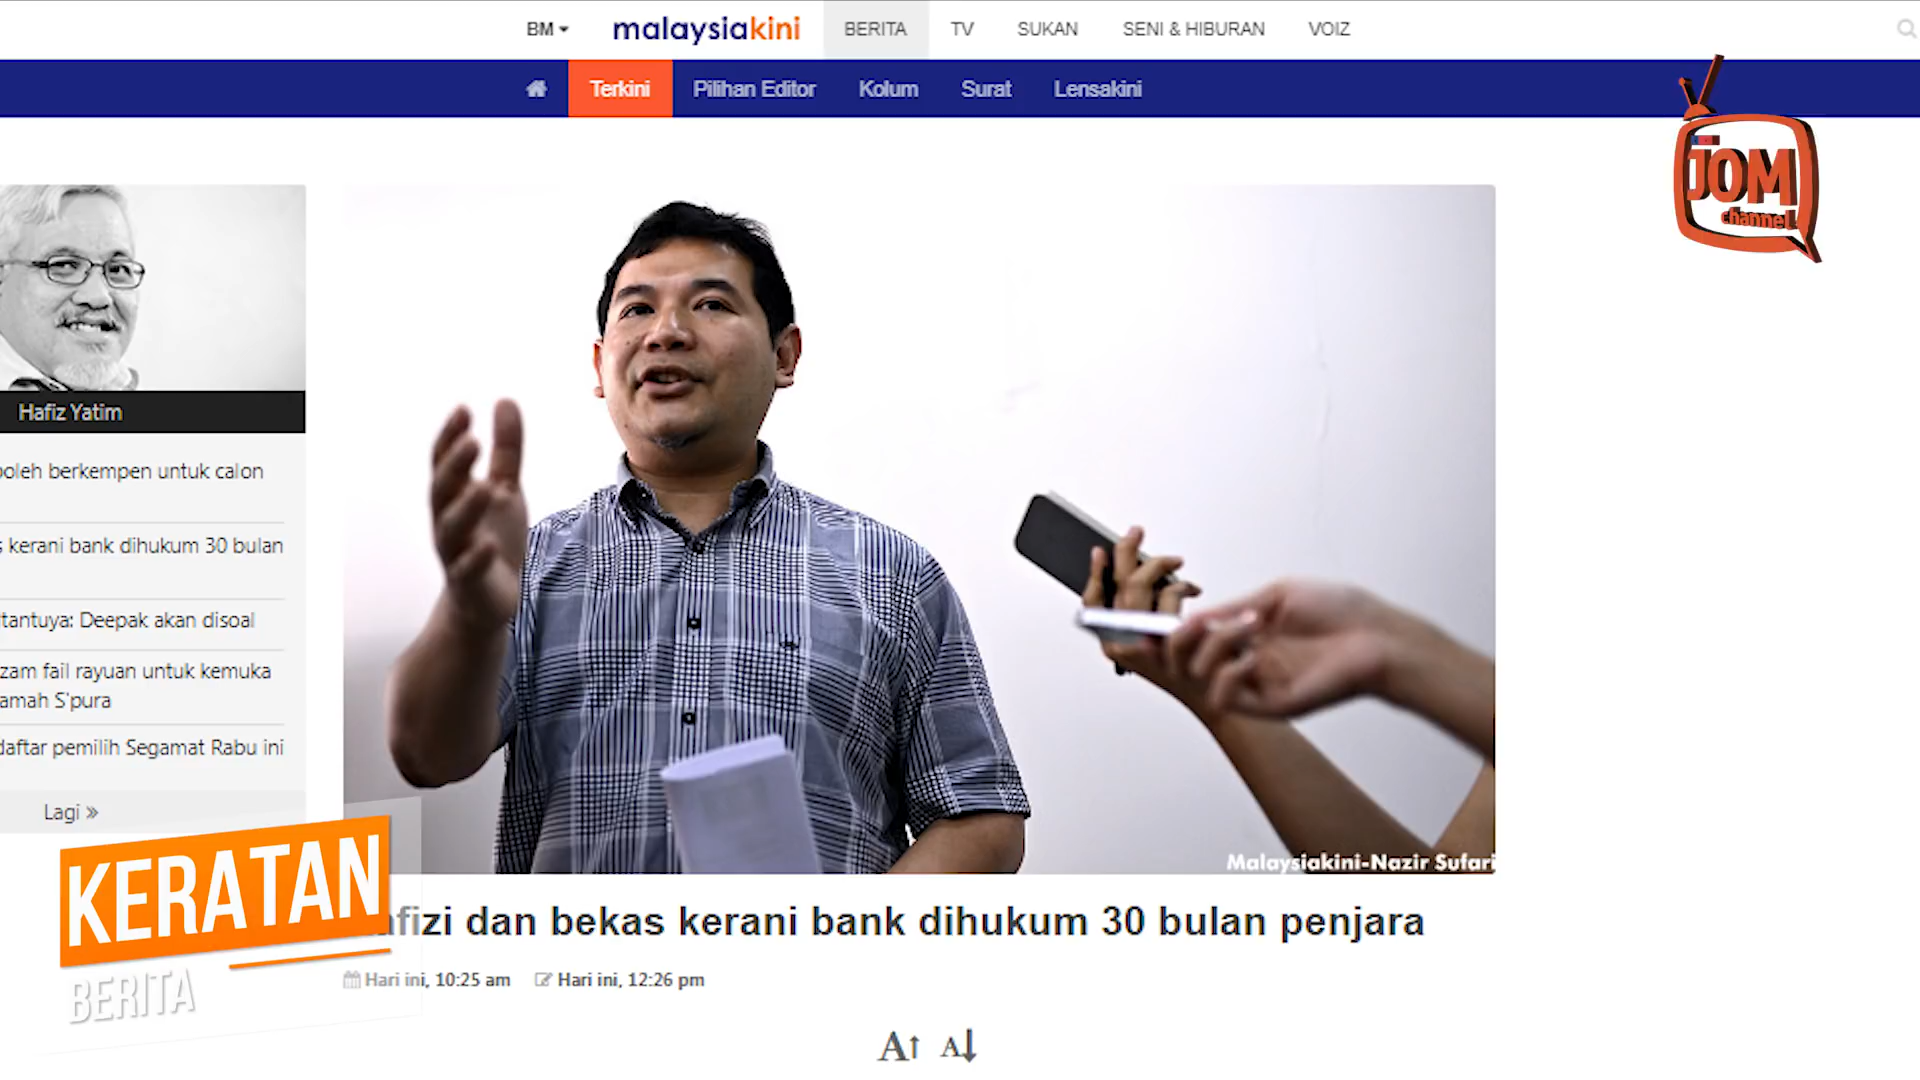 BM
malaysiakini
BERITA
TV
SUKAN
SENI & HIBURAN
VOIZ
Terkini
Pilihan Editor
Kolum
Surat
Lensakini
JOM
channel
Hafiz Yatim
boleh berkempen untuk calon
kerani bank dihukum 30 bulan
tantuya: Deepak akan disoal
zam fail rayuan untuk kemuka
amah S'pura
daftar pemilih Segamat Rabu ini
Lagi »
Malaysiakini-Nazir Sufari
KERATAN
BERITA
afizi dan bekas kerani bank dihukum 30 bulan penjara
Hari ini, 10:25 am
Hari ini, 12:26 pm
A↑ A↓